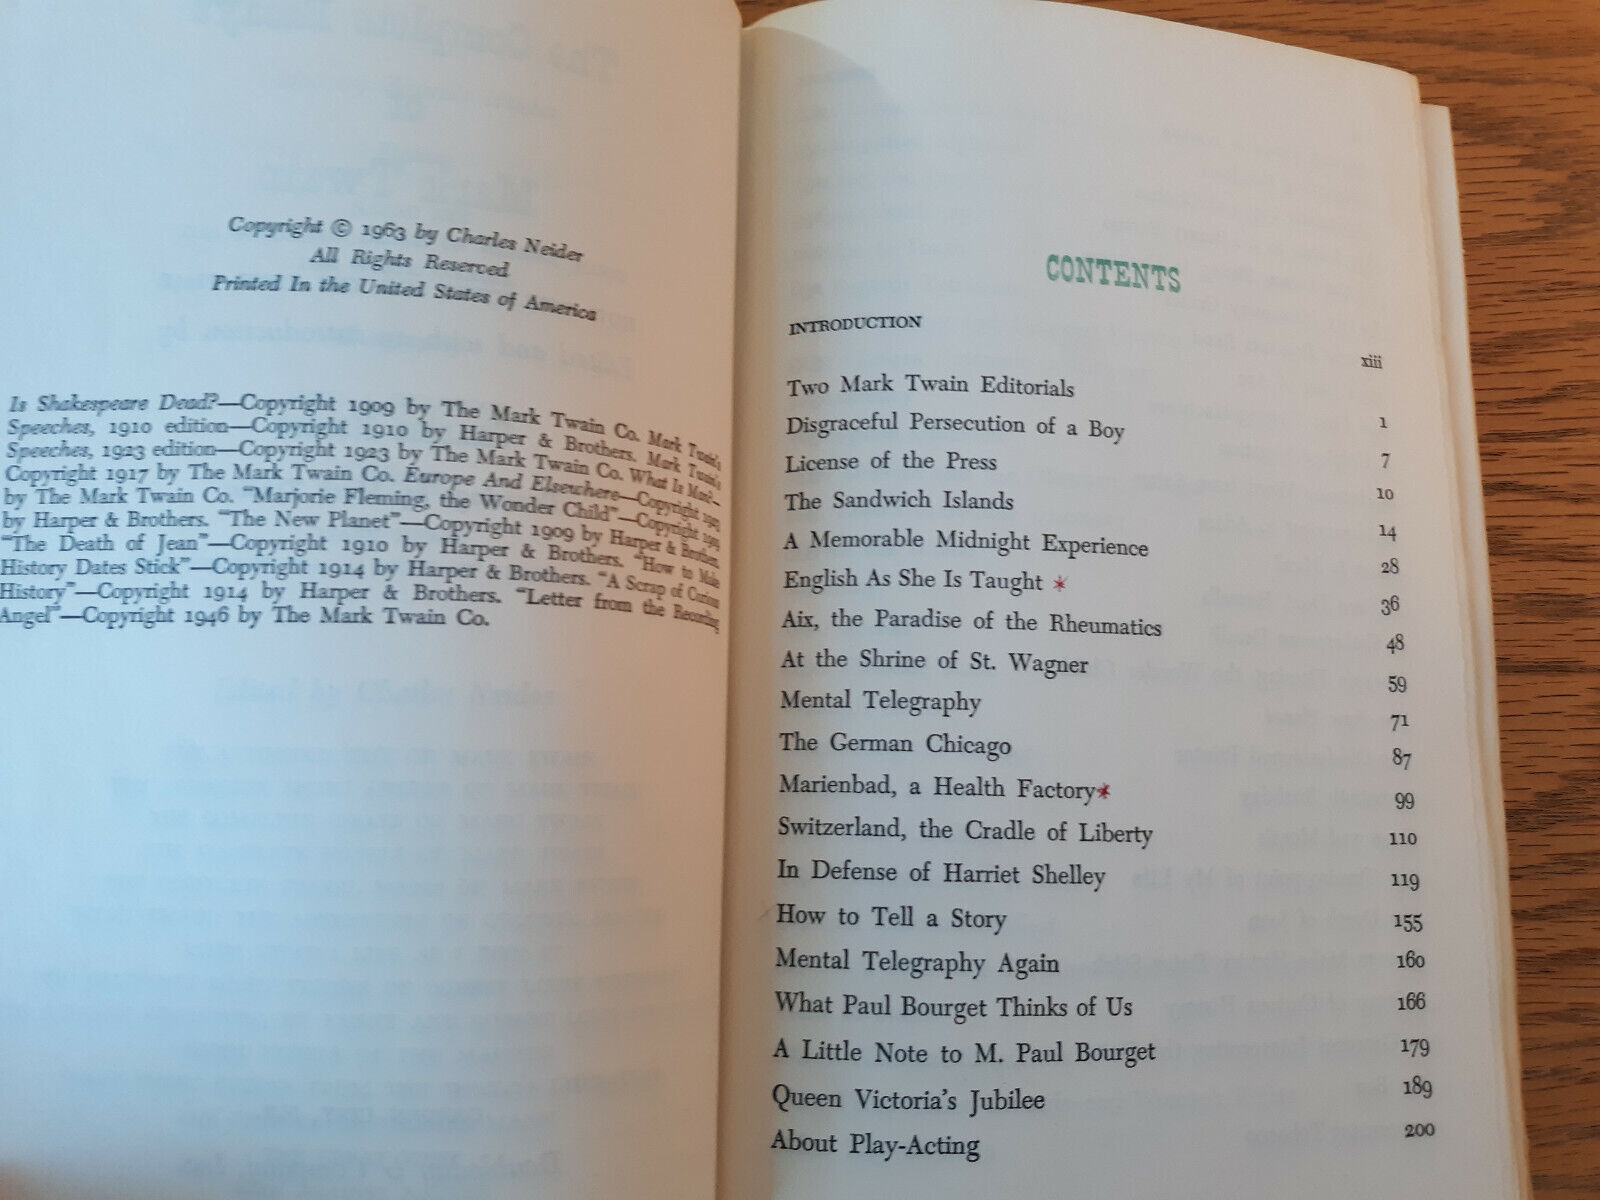 Copyright © 1963 by Charles Neider
All Rights Reserved
Printed In the United States of America
Is Shakespeare Dead?—Copyright 1909 by The Mark Twain Co. Mark Twain's
Speeches, 1910 edition—Copyright 1910 by Harper & Brothers. Mark Twain's
Speeches, 1923 edition—Copyright 1923 by The Mark Twain Co. What Is Man?—
Copyright 1917 by The Mark Twain Co. Europe And Elsewhere—Copyright 1923
by The Mark Twain Co. "Marjorie Fleming, the Wonder Child"—Copyright 1909
by Harper & Brothers. "The New Planet"—Copyright 1909 by Harper & Brothers.
"The Death of Jean"—Copyright 1910 by Harper & Brothers. "How to Make
History Dates Stick"—Copyright 1914 by Harper & Brothers. "A Scrap of Curious
History"—Copyright 1914 by Harper & Brothers. "Letter from the Recording
Angel"—Copyright 1946 by The Mark Twain Co.
CONTENTS
INTRODUCTION xiii
Two Mark Twain Editorials 1
Disgraceful Persecution of a Boy 7
License of the Press 10
The Sandwich Islands 14
A Memorable Midnight Experience 28
English As She Is Taught * 36
Aix, the Paradise of the Rheumatics 48
At the Shrine of St. Wagner 59
Mental Telegraphy 71
The German Chicago 87
Marienbad, a Health Factory* 99
Switzerland, the Cradle of Liberty 110
In Defense of Harriet Shelley 119
How to Tell a Story 155
Mental Telegraphy Again 160
What Paul Bourget Thinks of Us 166
A Little Note to M. Paul Bourget 179
Queen Victoria's Jubilee 189
About Play-Acting 200